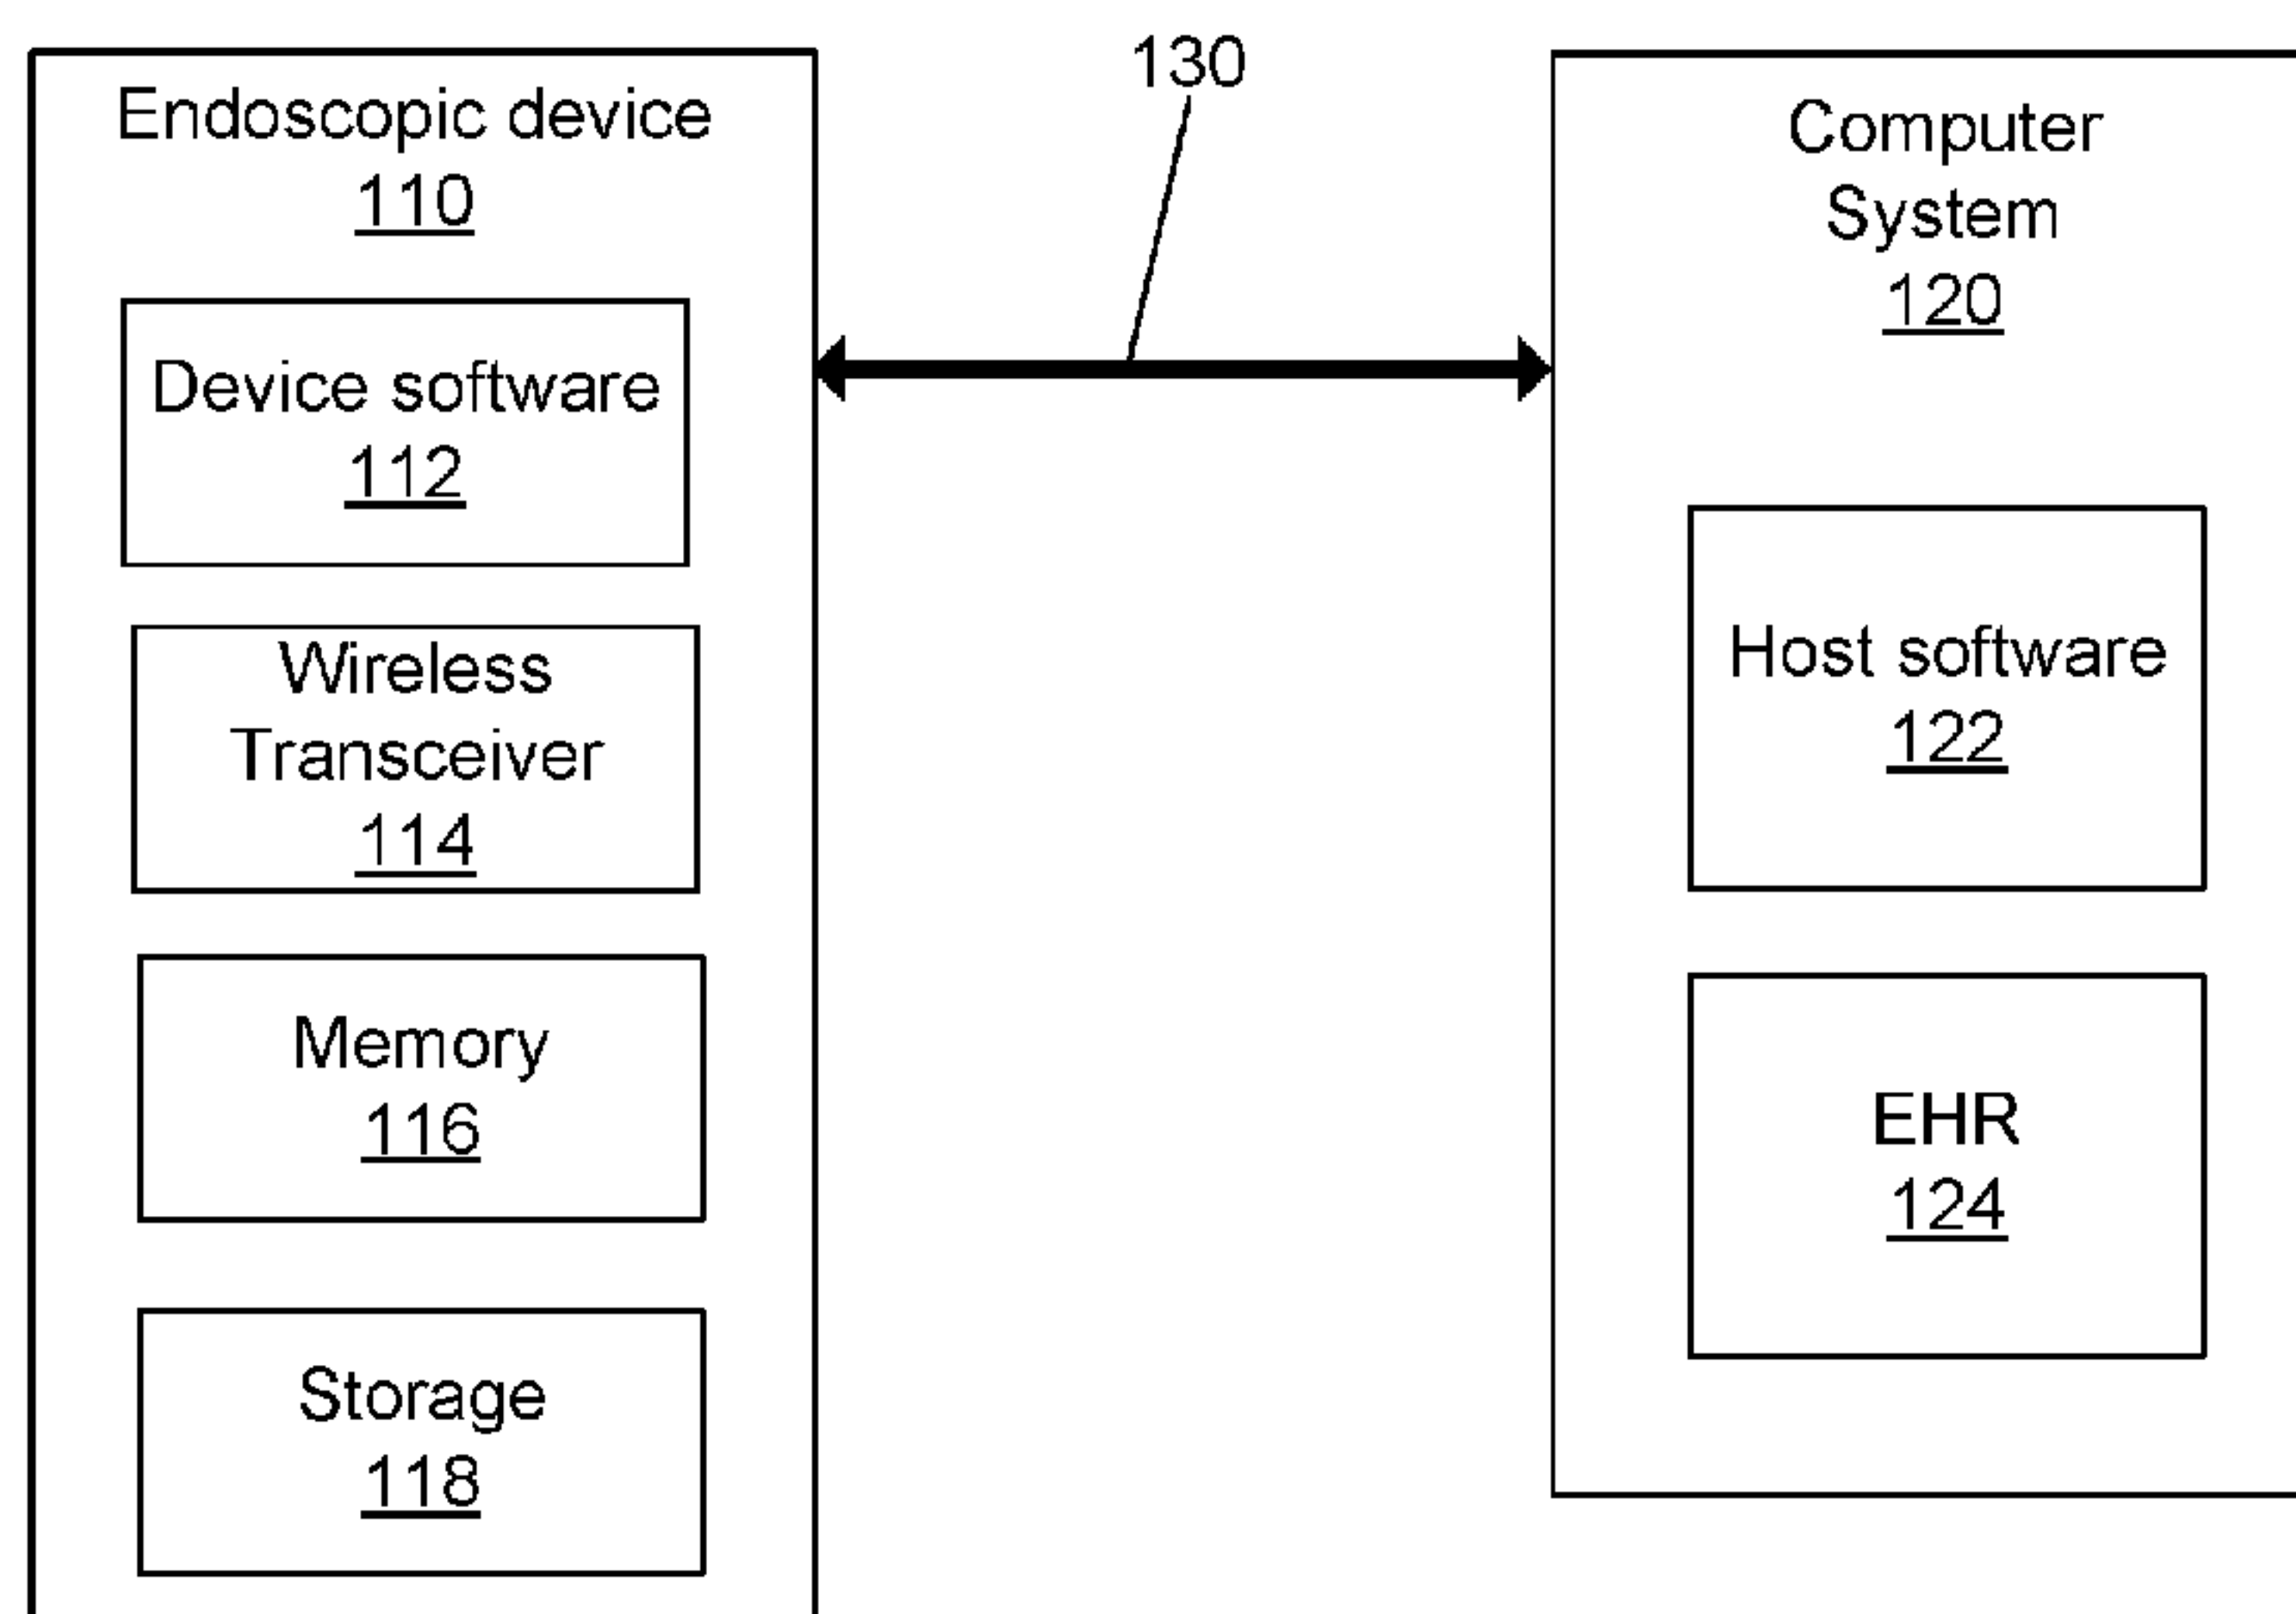 Endoscopic device
110
Device software
112
Wireless
Transceiver
114
Memory
116
Storage
118
130
Computer
System
120
Host software
122
EHR
124